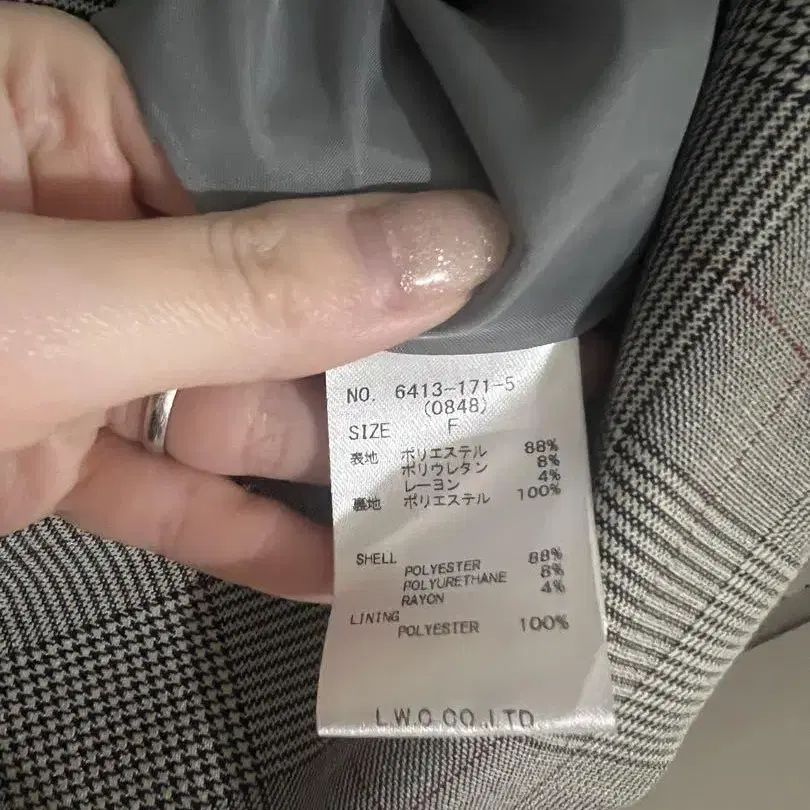 NO. 6413-171-5
(0848)
SIZE F
表地 ポリエステル 88%
ポリウレタン 8%
レーヨン 4%
裏地 ポリエステル 100%
SHELL
POLYESTER 88%
POLYURETHANE 8%
RAYON 4%
LINING
POLYESTER 100%
L.W.C.CO.LTD